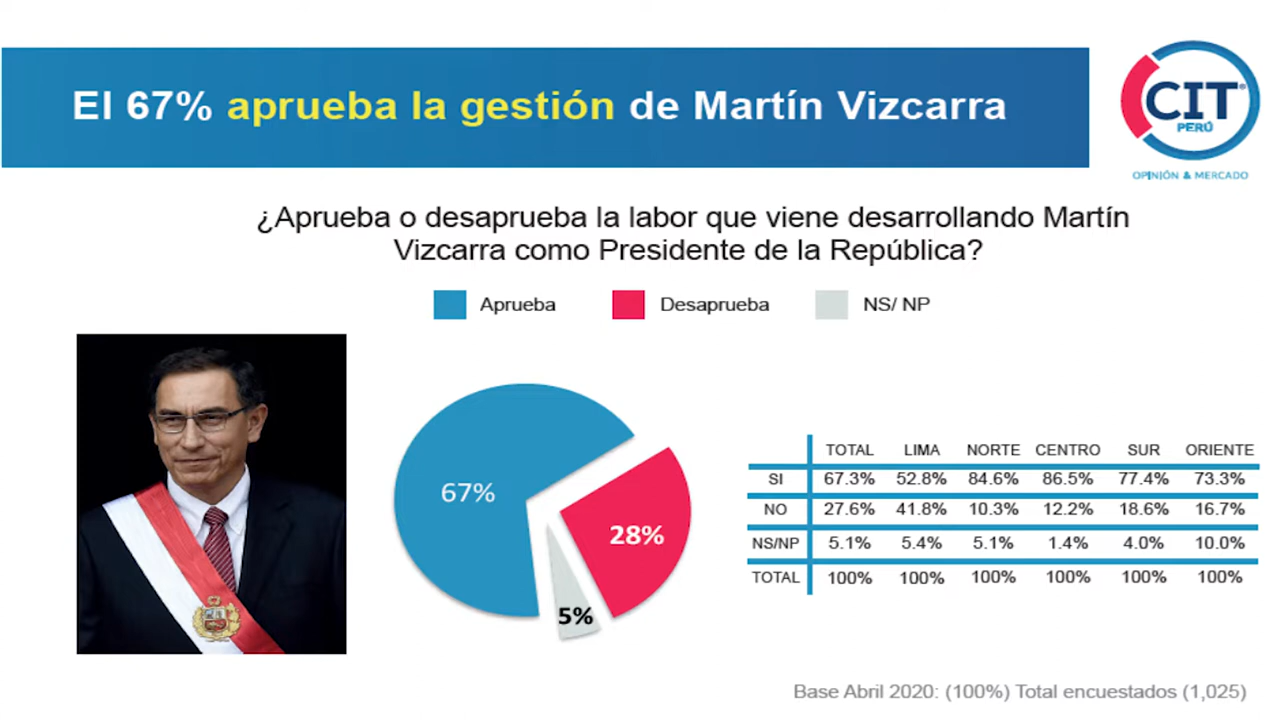 El 67% aprueba la gestión de Martín Vizcarra
CIT®
PERÚ
OPINIÓN & MERCADO
¿Aprueba o desaprueba la labor que viene desarrollando Martín
Vizcarra como Presidente de la República?
Aprueba Desaprueba NS/ NP
67%
28%
5%
TOTAL LIMA NORTE CENTRO SUR ORIENTE
SI 67.3% 52.8% 84.6% 86.5% 77.4% 73.3%
NO 27.6% 41.8% 10.3% 12.2% 18.6% 16.7%
NS/NP 5.1% 5.4% 5.1% 1.4% 4.0% 10.0%
TOTAL 100% 100% 100% 100% 100% 100%
Base Abril 2020: (100%) Total encuestados (1,025)